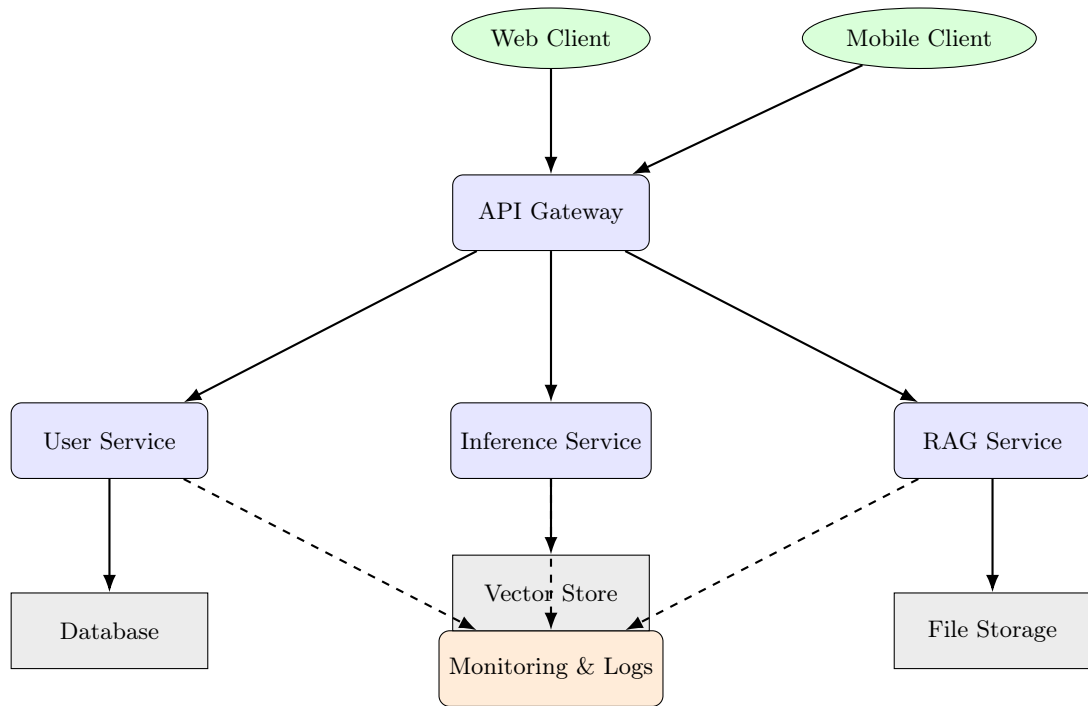 Web Client
Mobile Client
API Gateway
User Service
Inference Service
RAG Service
Vector Store
Database
File Storage
Monitoring & Logs